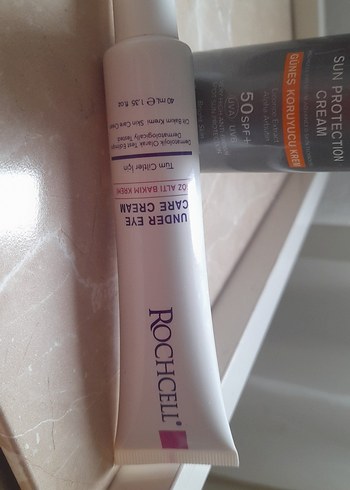 ROCHCELL®
UNDER EYE
CARE CREAM
GÖZ ALTI BAKIM KREMİ
Tüm Ciltler İçin
Dermatolojik Olarak Test Edilmiştir
Dermatologically Tested
Cilt Bakım Kremi Skin Care Cream
40 ml ℮ 1.35 fl.oz.
SUN PROTECTION
CREAM
GÜNEŞ KORUYUCU KREM
50 SPF+
UVA UVB